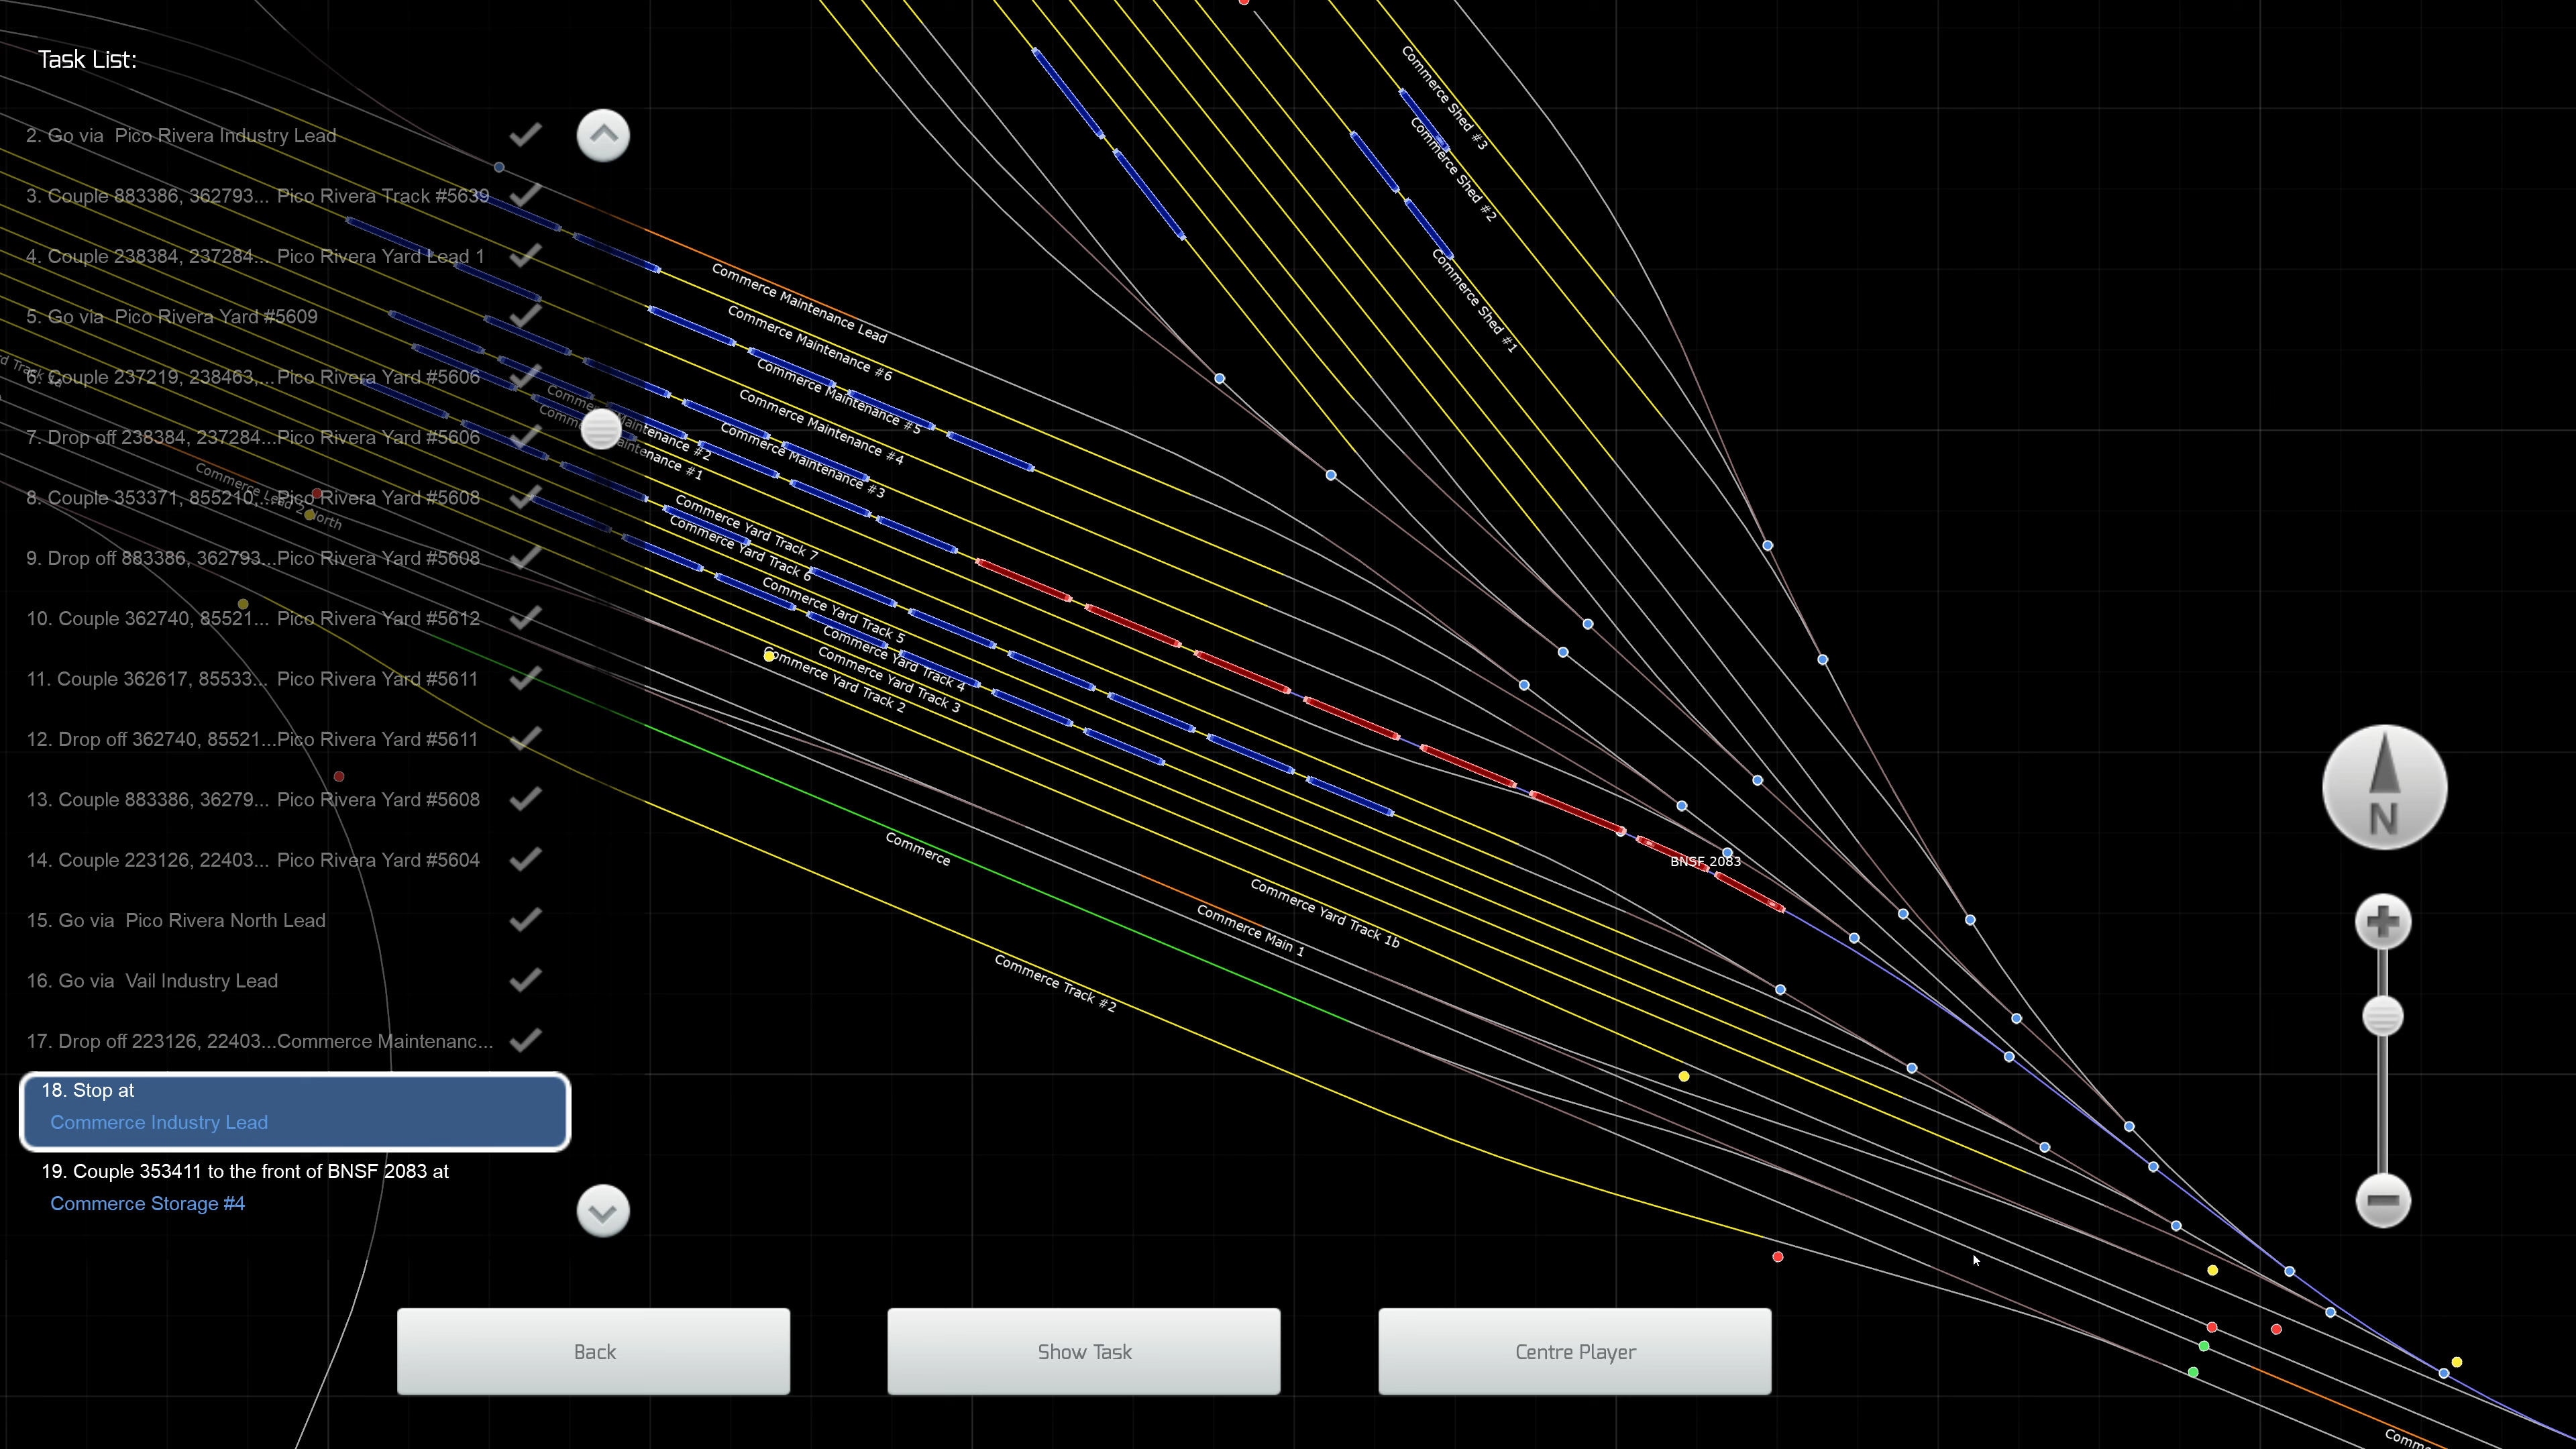 Task List:
2. Go via  Pico Rivera Industry Lead
3. Couple 883386, 362793... Pico Rivera Track #5639
4. Couple 238384, 237284... Pico Rivera Yard Lead 1
5. Go via  Pico Rivera Yard #5609
6. Couple 237219, 238463,...Pico Rivera Yard #5606
7. Drop off 238384, 237284...Pico Rivera Yard #5606
8. Couple 353371, 855210,...Pico Rivera Yard #5608
9. Drop off 883386, 362793...Pico Rivera Yard #5608
10. Couple 362740, 85521... Pico Rivera Yard #5612
11. Couple 362617, 85533... Pico Rivera Yard #5611
12. Drop off 362740, 85521...Pico Rivera Yard #5611
13. Couple 883386, 36279... Pico Rivera Yard #5608
14. Couple 223126, 22403... Pico Rivera Yard #5604
15. Go via  Pico Rivera North Lead
16. Go via  Vail Industry Lead
17. Drop off 223126, 22403...Commerce Maintenanc...
18. Stop at
Commerce Industry Lead
19. Couple 353411 to the front of BNSF 2083 at
Commerce Storage #4
Commerce Shed #3
Commerce Shed #2
Commerce Shed #1
Commerce Maintenance Lead
Commerce Maintenance #6
Commerce Maintenance #5
Commerce Maintenance #4
Commerce Maintenance #3
Commerce Maintenance #2
Commerce Maintenance #1
Commerce Yard Track 7
Commerce Yard Track 6
Commerce Yard Track 5
Commerce Yard Track 4
Commerce Yard Track 3
Commerce Yard Track 2
Commerce Lead 2 North
Commerce
Commerce Yard Track 1b
Commerce Main 1
Commerce Track #2
BNSF 2083
N
Back
Show Task
Centre Player